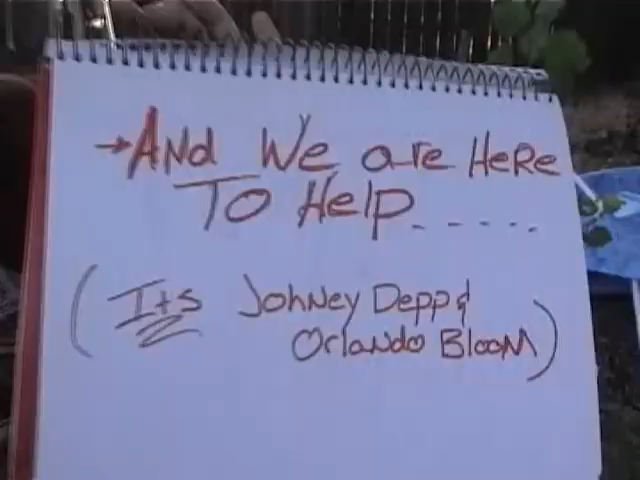 →And We are HeRe
To Help.......
(Its Johney Depp &
Orlando Bloom)